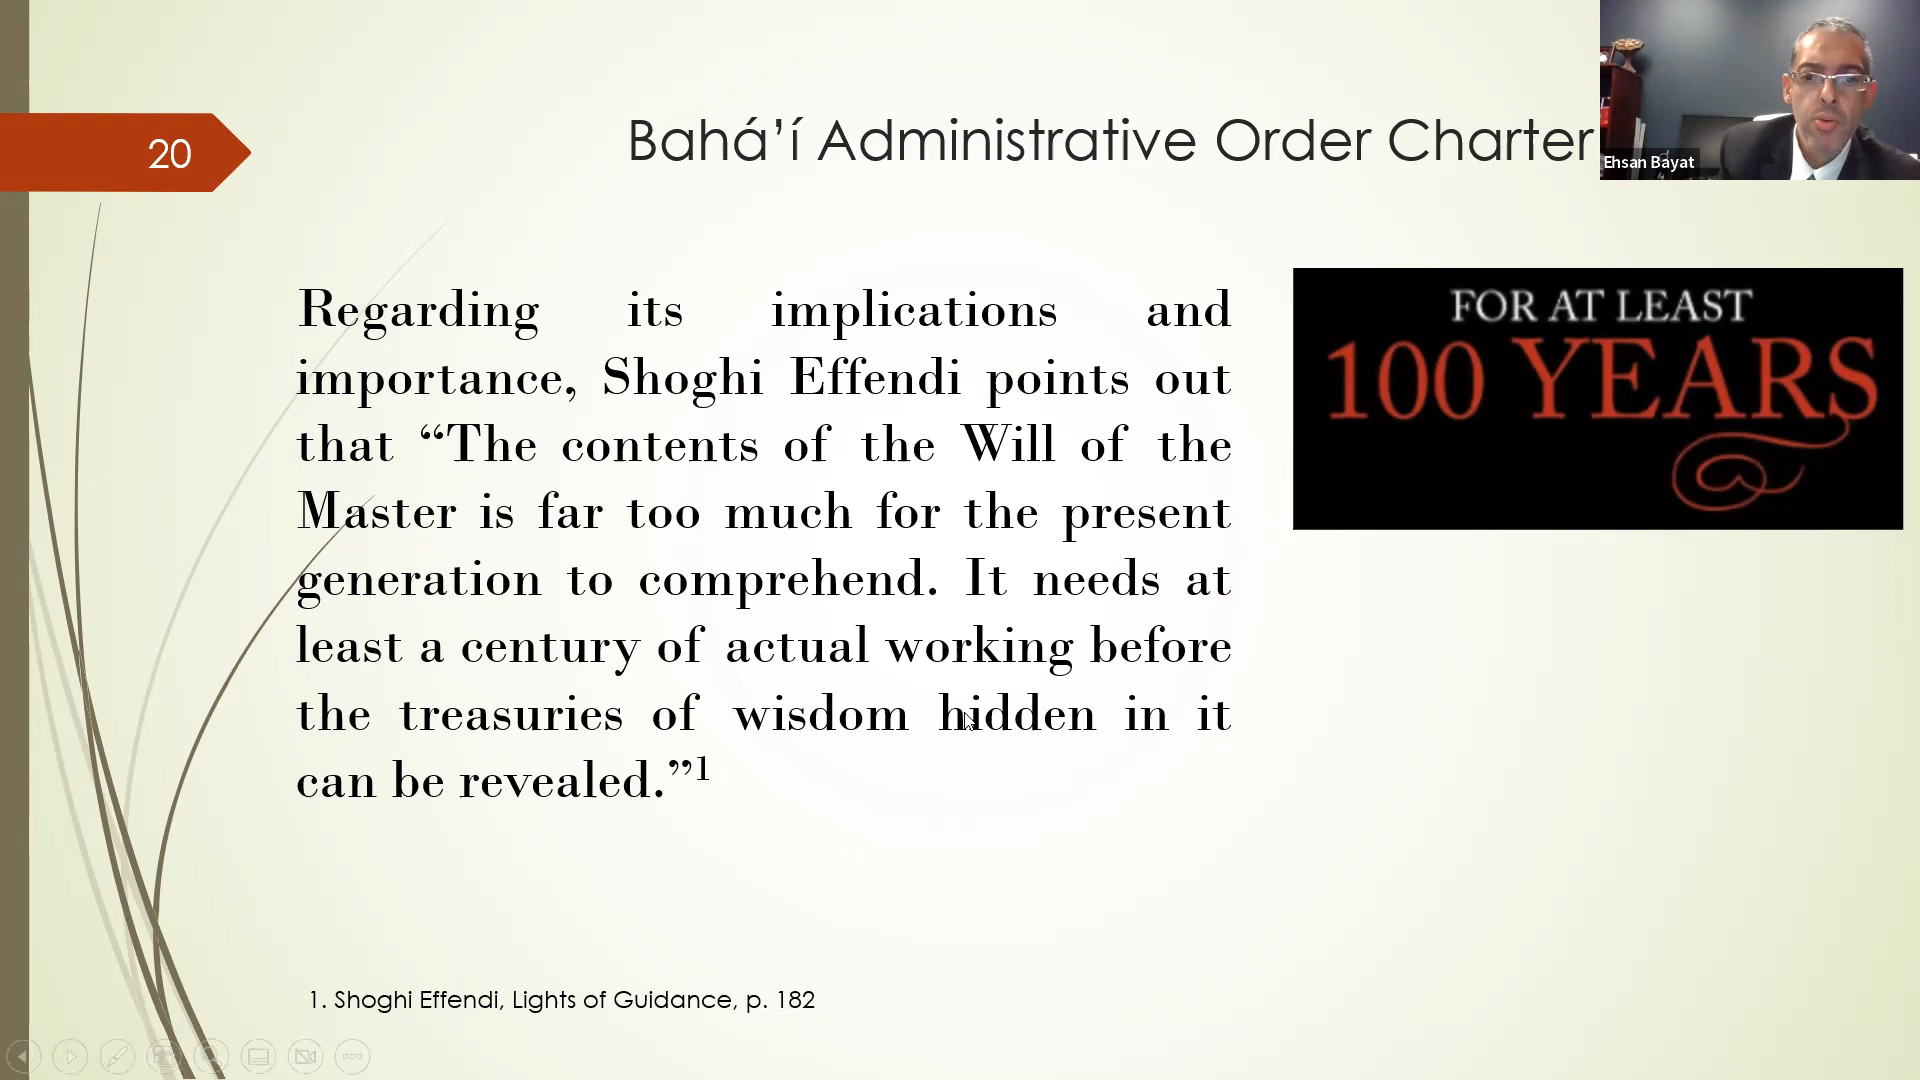 20
Bahá’í Administrative Order Charter
Ehsan Bayat
Regarding its implications and
importance, Shoghi Effendi points out
that “The contents of the Will of the
Master is far too much for the present
generation to comprehend. It needs at
least a century of actual working before
the treasuries of wisdom hidden in it
can be revealed.”¹
FOR AT LEAST
100 YEARS
1. Shoghi Effendi, Lights of Guidance, p. 182